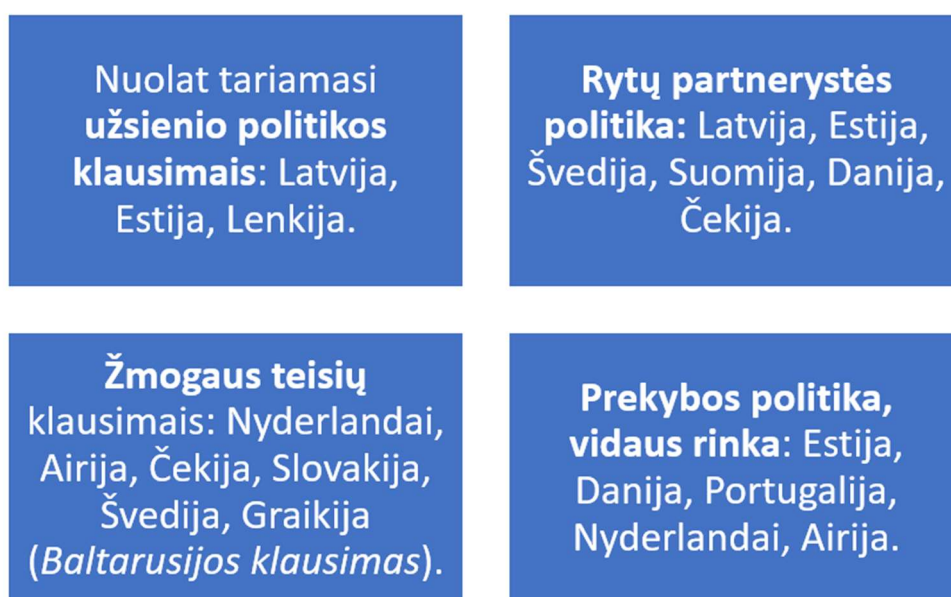 Nuolat tariamasi
užsienio politikos
klausimais: Latvija,
Estija, Lenkija.
Rytų partnerystės
politika: Latvija, Estija,
Švedija, Suomija, Danija,
Čekija.
Žmogaus teisių
klausimais: Nyderlandai,
Airija, Čekija, Slovakija,
Švedija, Graikija
(Baltarusijos klausimas).
Prekybos politika,
vidaus rinka: Estija,
Danija, Portugalija,
Nyderlandai, Airija.